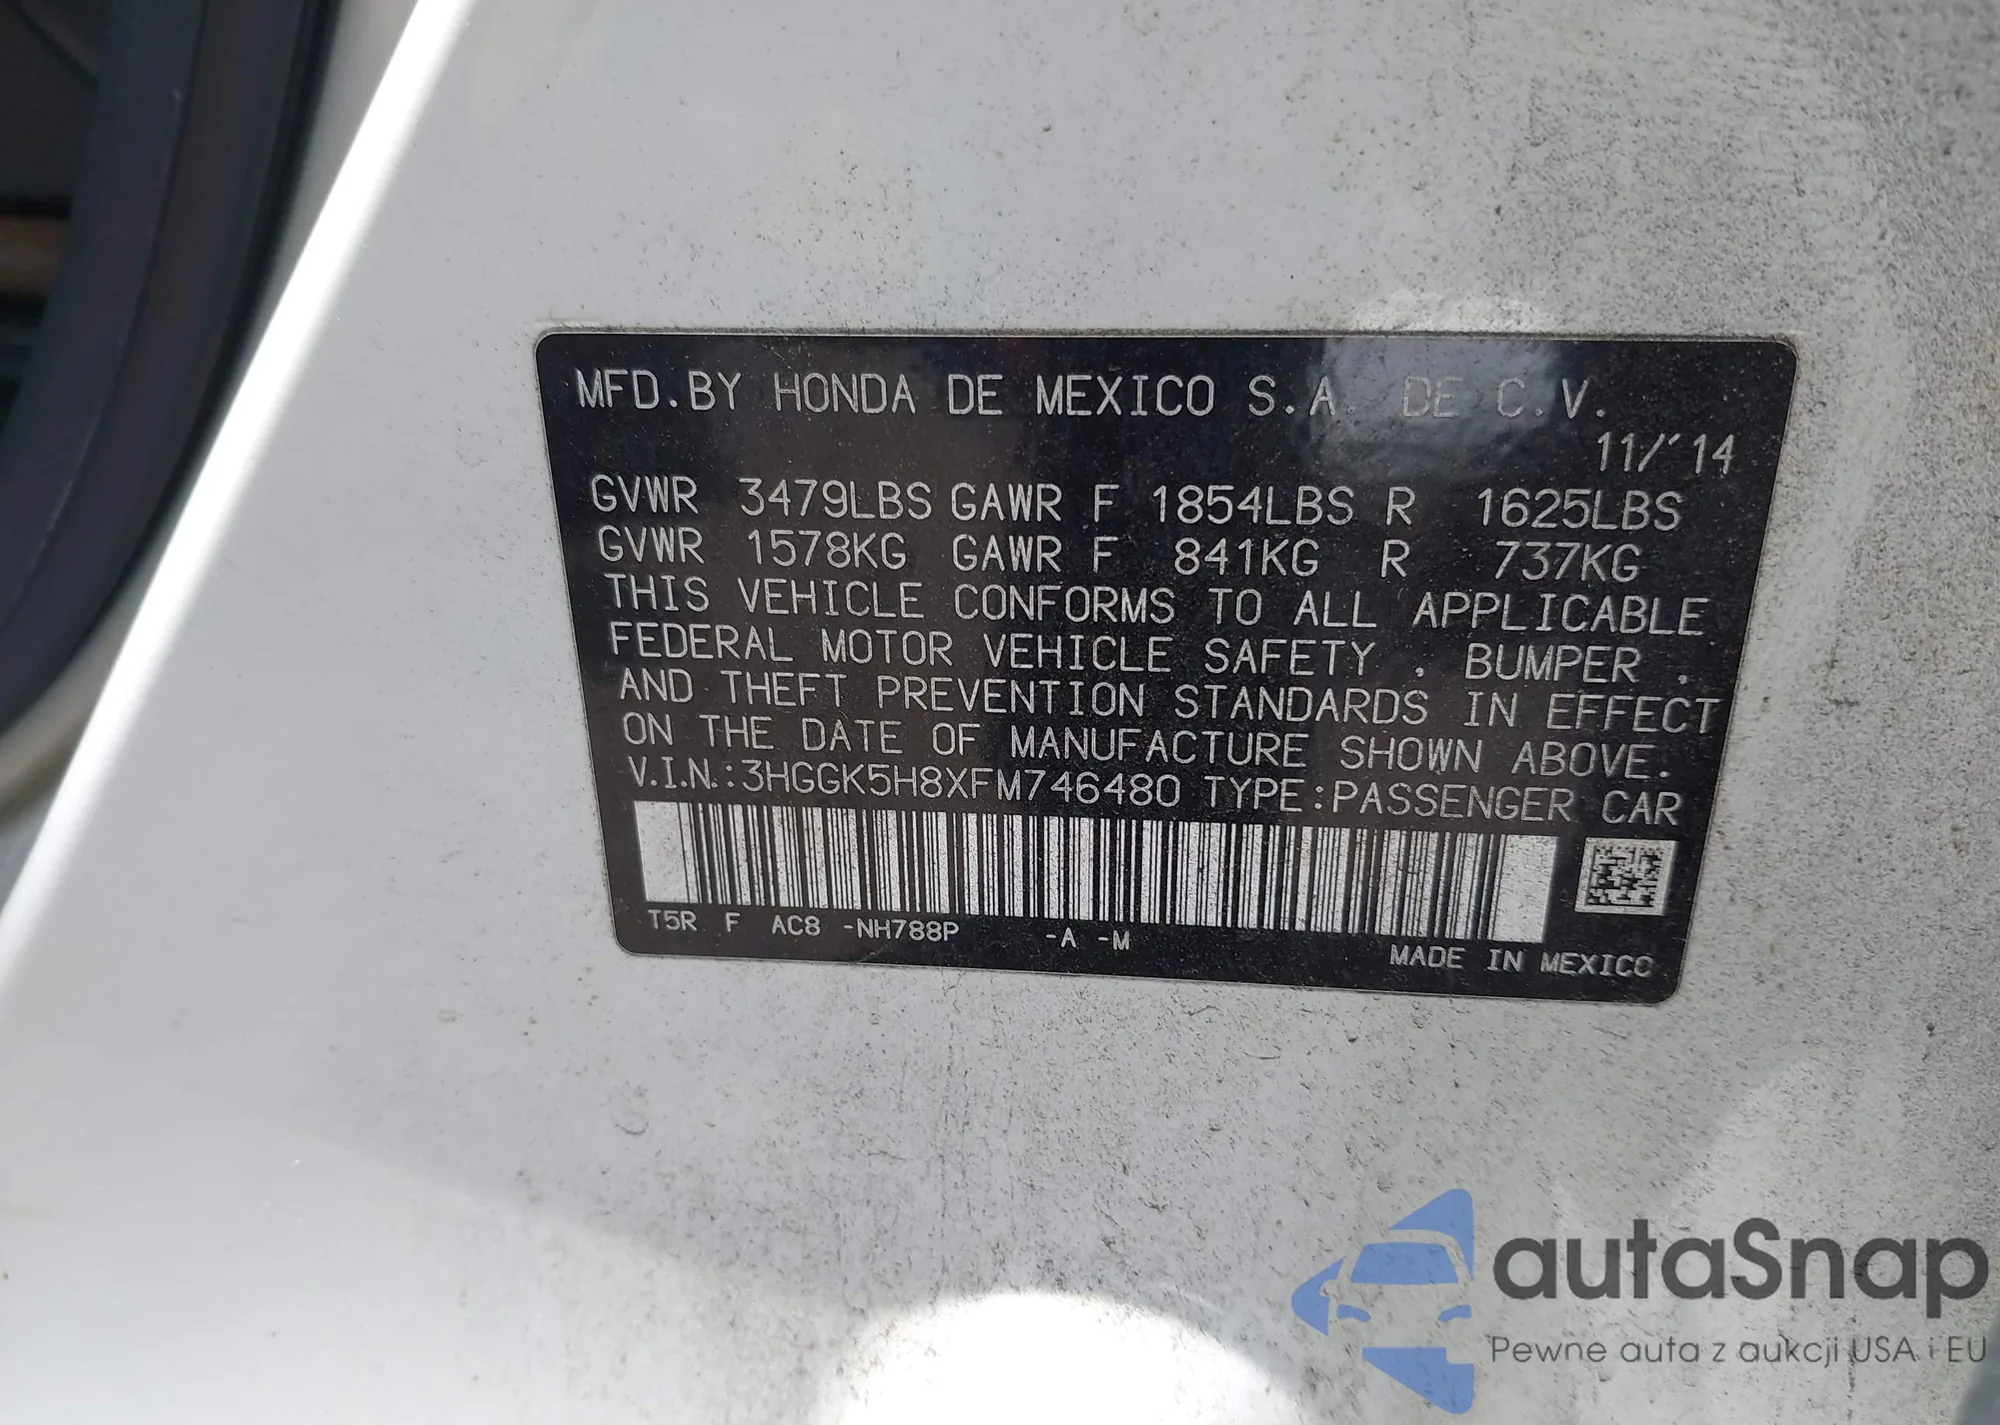 MFD.BY HONDA DE MEXICO S.A. DE C.V.
11/'14
GVWR 3479LBS GAWR F 1854LBS R 1625LBS
GVWR 1578KG GAWR F 841KG R 737KG
THIS VEHICLE CONFORMS TO ALL APPLICABLE
FEDERAL MOTOR VEHICLE SAFETY , BUMPER ,
AND THEFT PREVENTION STANDARDS IN EFFECT
ON THE DATE OF MANUFACTURE SHOWN ABOVE.
V.I.N.:3HGGK5H8XFM746480 TYPE:PASSENGER CAR
T5R F AC8 -NH788P -A -M
MADE IN MEXICO
autaSnap
Pewne auta z aukcji USA i EU